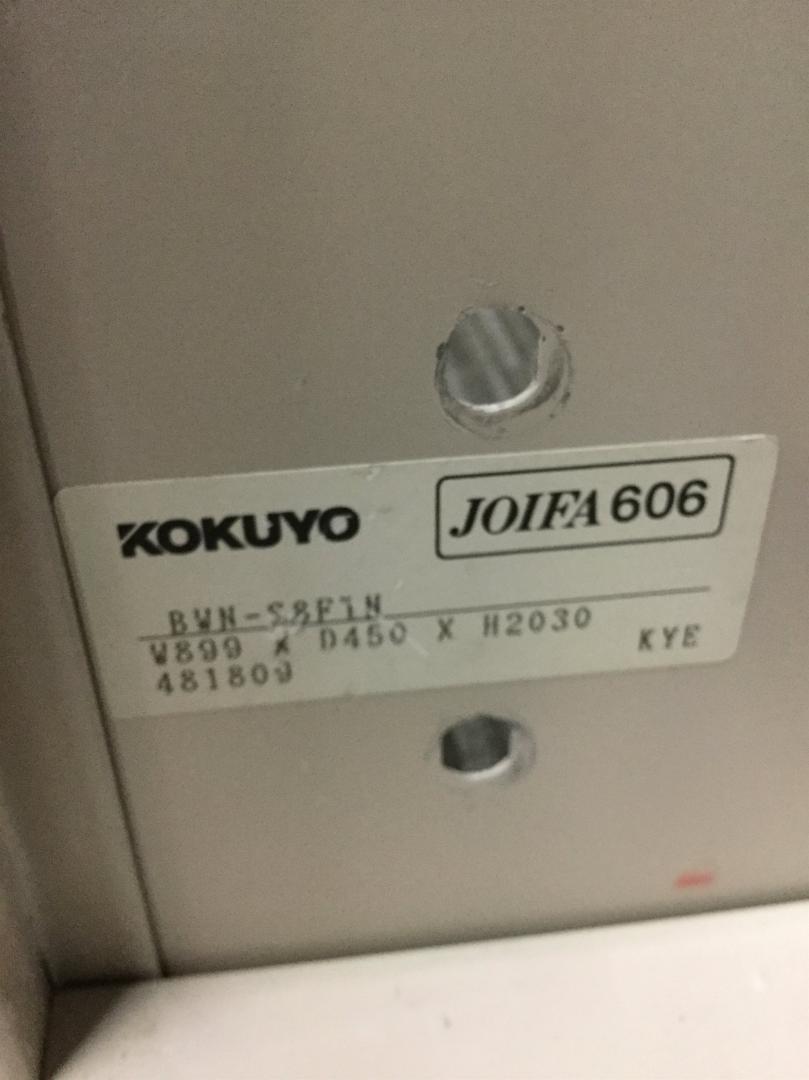 KOKUYO JOIFA 606
BWN-S8F1N
W899 X D450 X H2030
KYE
481809